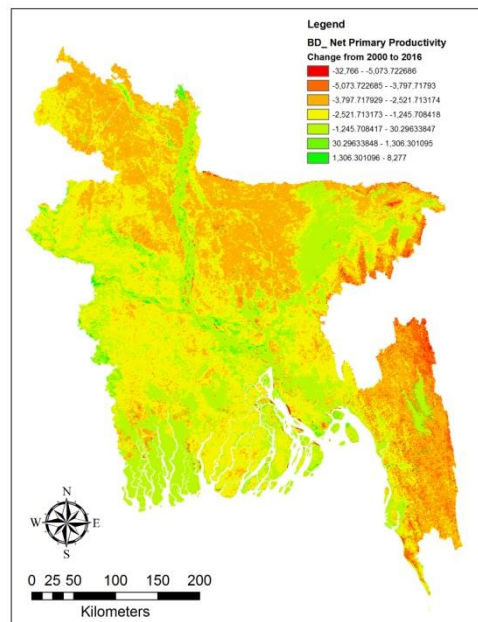 Legend
BD_ Net Primary Productivity
Change from 2000 to 2016
-32,766 - -5,073.722686
-5,073.722685 - -3,797.71793
-3,797.717929 - -2,521.713174
-2,521.713173 - -1,245.708418
-1,245.708417 - 30.29633847
30.29633848 - 1,306.301095
1,306.301096 - 8,277
N
W E
S
0 25 50 100 150 200
Kilometers